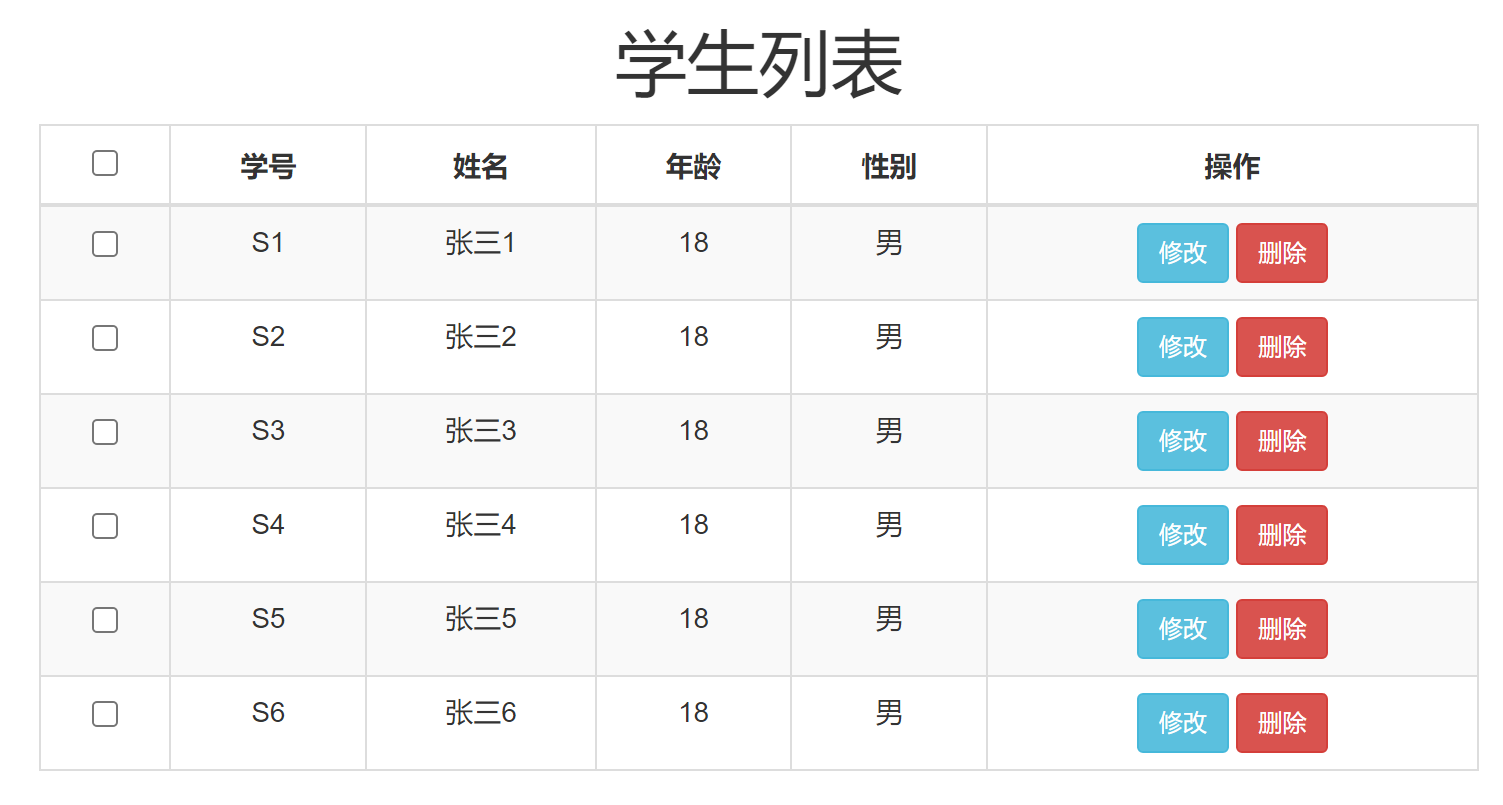 学生列表
学号 姓名 年龄 性别 操作
S1 张三1 18 男 修改 删除
S2 张三2 18 男 修改 删除
S3 张三3 18 男 修改 删除
S4 张三4 18 男 修改 删除
S5 张三5 18 男 修改 删除
S6 张三6 18 男 修改 删除